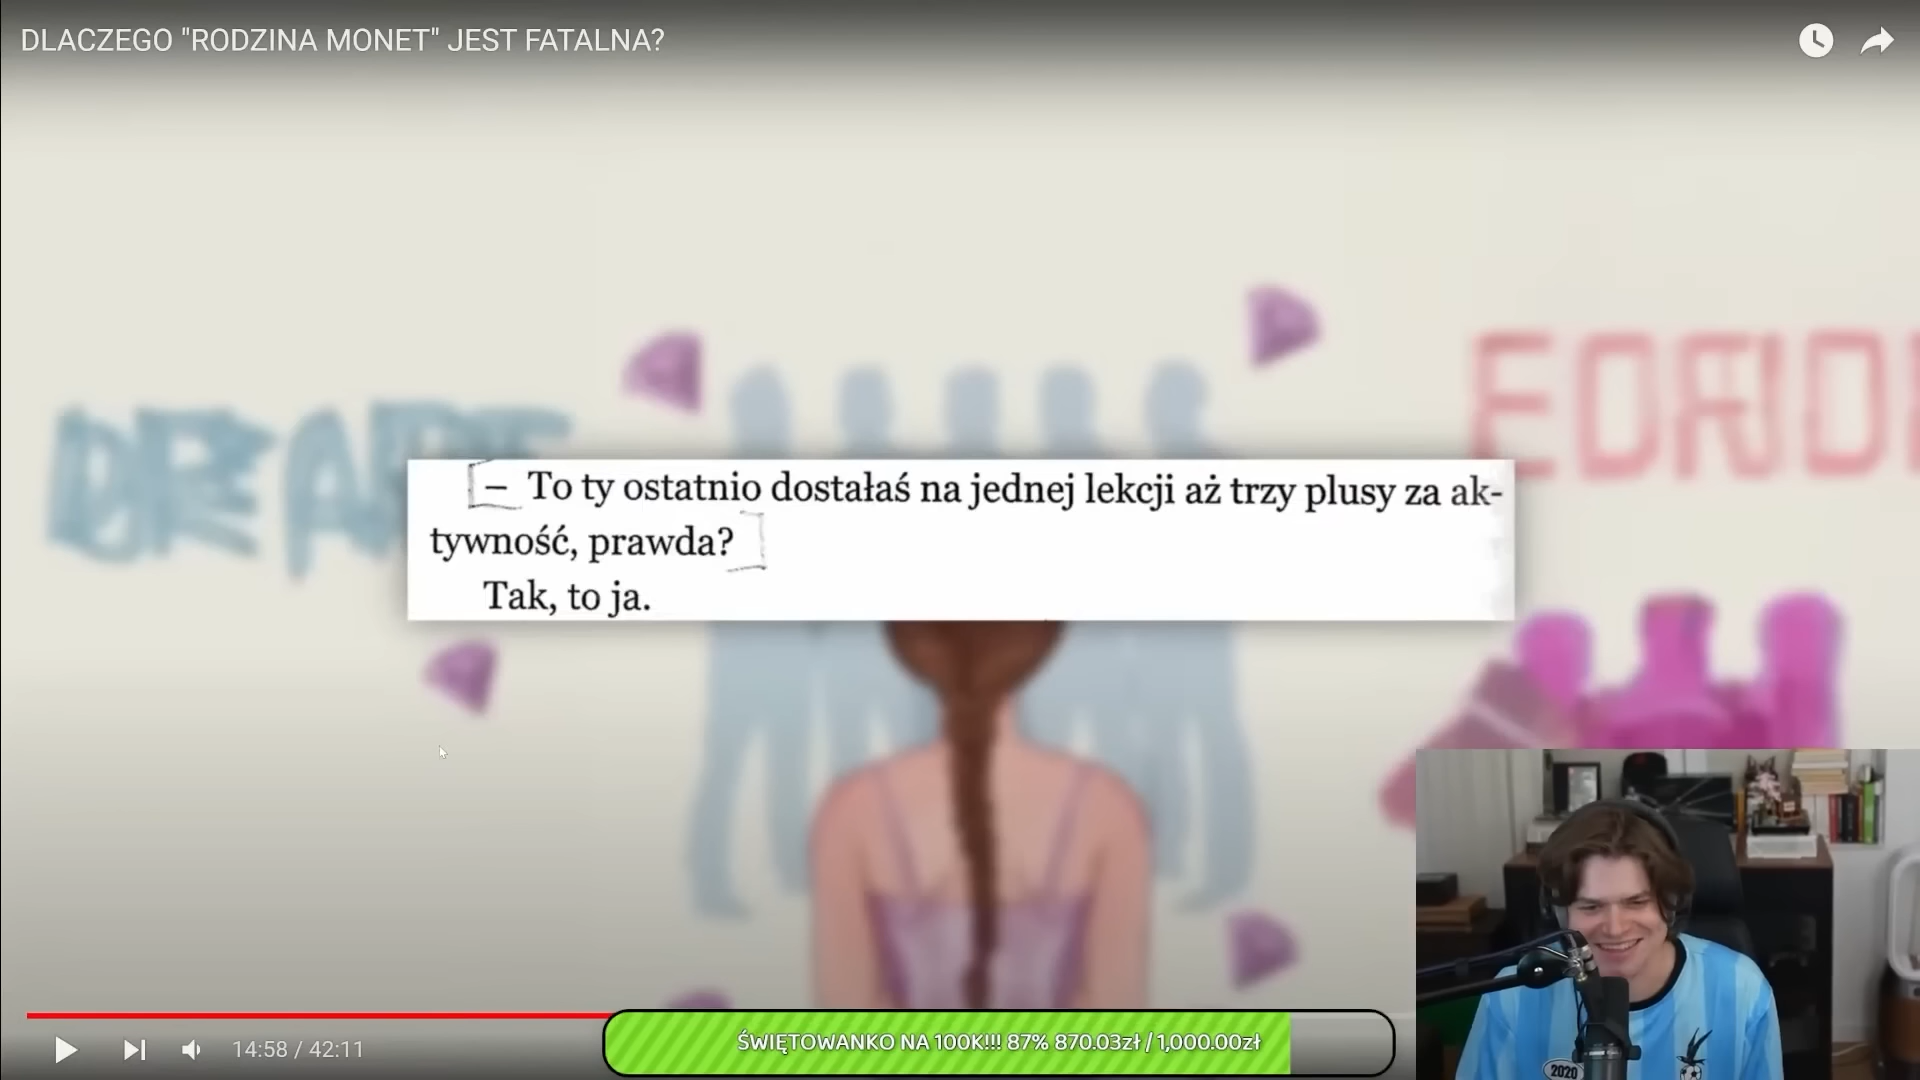 DLACZEGO "RODZINA MONET" JEST FATALNA?
– To ty ostatnio dostałaś na jednej lekcji aż trzy plusy za ak-
tywność, prawda?
Tak, to ja.
14:58 / 42:11
ŚWIĘTOWANKO NA 100K!!! 87% 870.03zł / 1,000.00zł
2020